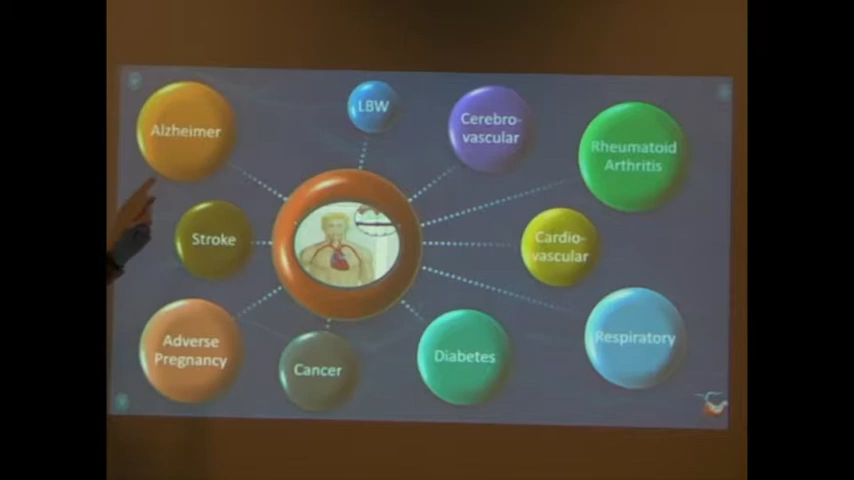 LBW
Cerebro-
vascular
Alzheimer
Rheumatoid
Arthritis
Stroke
Cardio-
vascular
Adverse
Pregnancy
Cancer
Diabetes
Respiratory